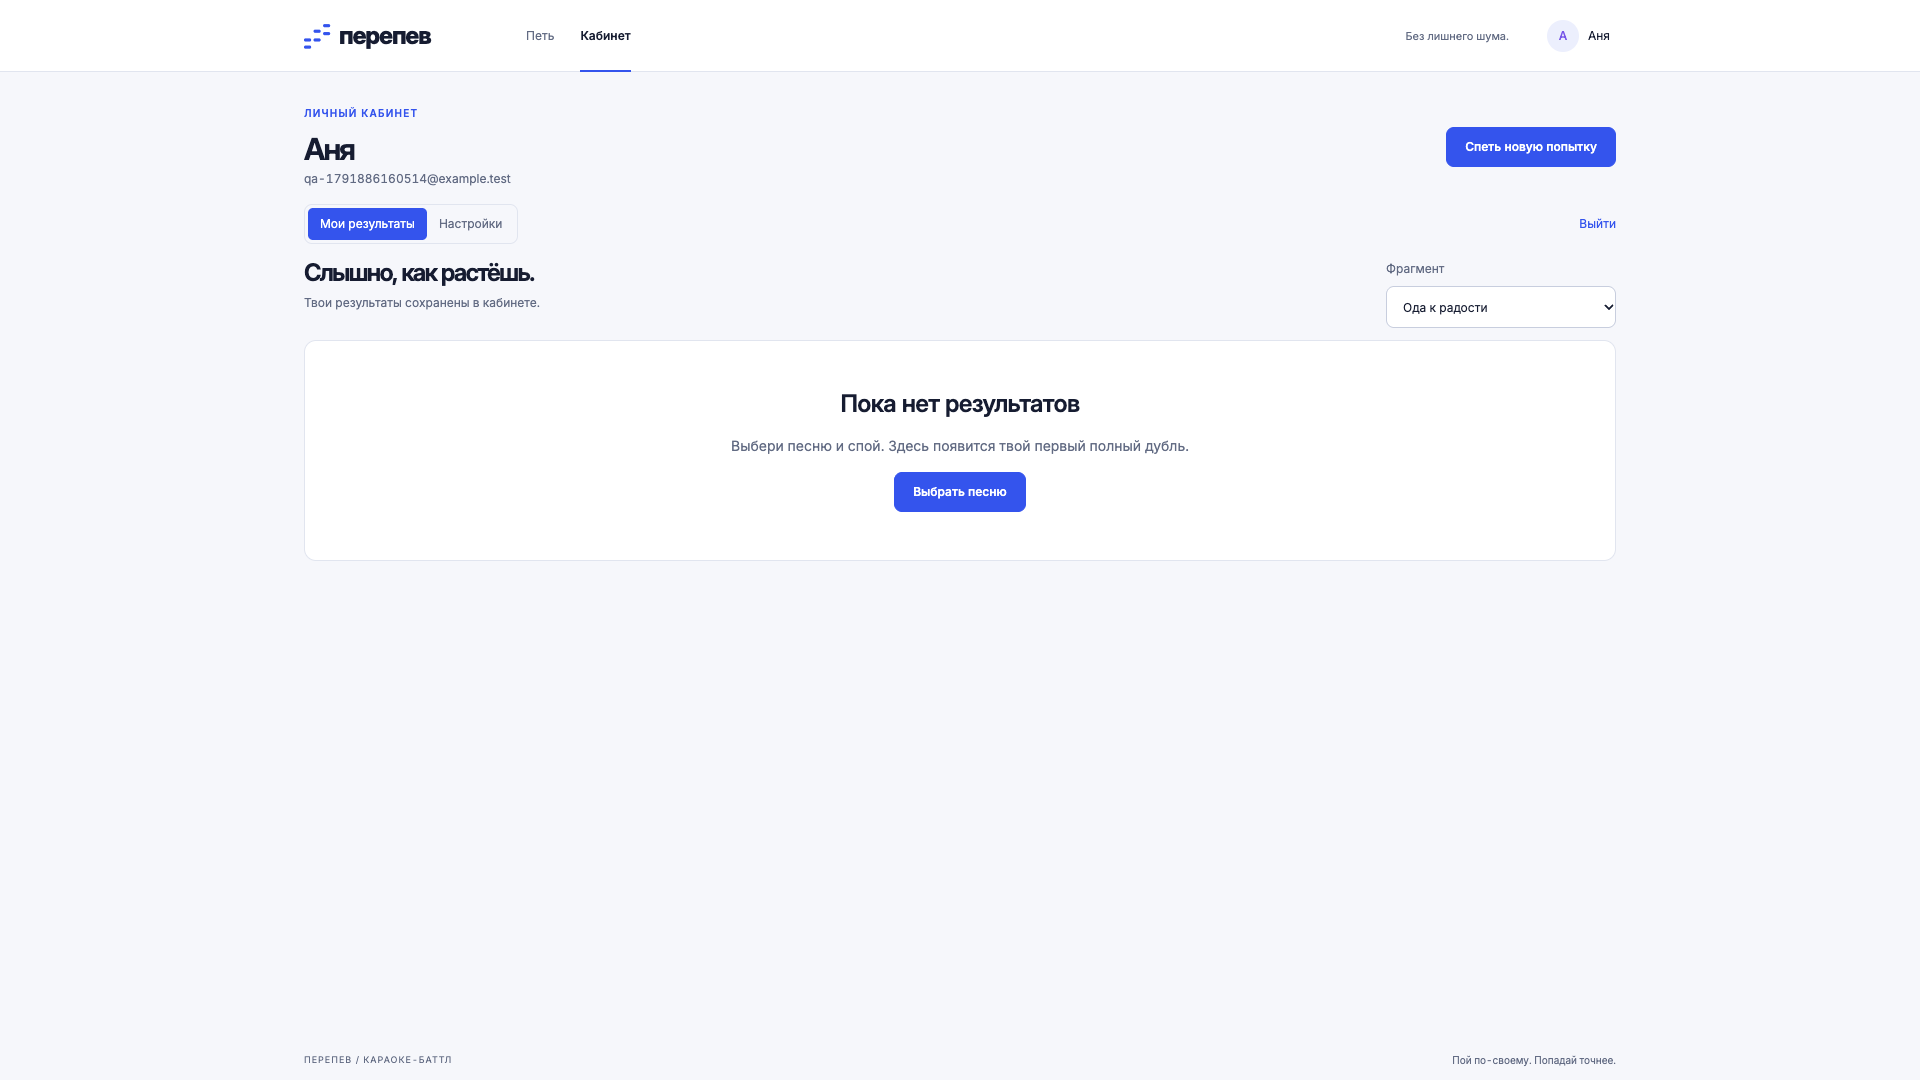 перепев
Петь
Кабинет
Без лишнего шума.
А
Аня
ЛИЧНЫЙ КАБИНЕТ
Аня
qa-1791886160514@example.test
Спеть новую попытку
Мои результаты
Настройки
Выйти
Слышно, как растёшь.
Твои результаты сохранены в кабинете.
Фрагмент
Ода к радости
Пока нет результатов
Выбери песню и спой. Здесь появится твой первый полный дубль.
Выбрать песню
ПЕРЕПЕВ / КАРАОКЕ-БАТТЛ
Пой по-своему. Попадай точнее.